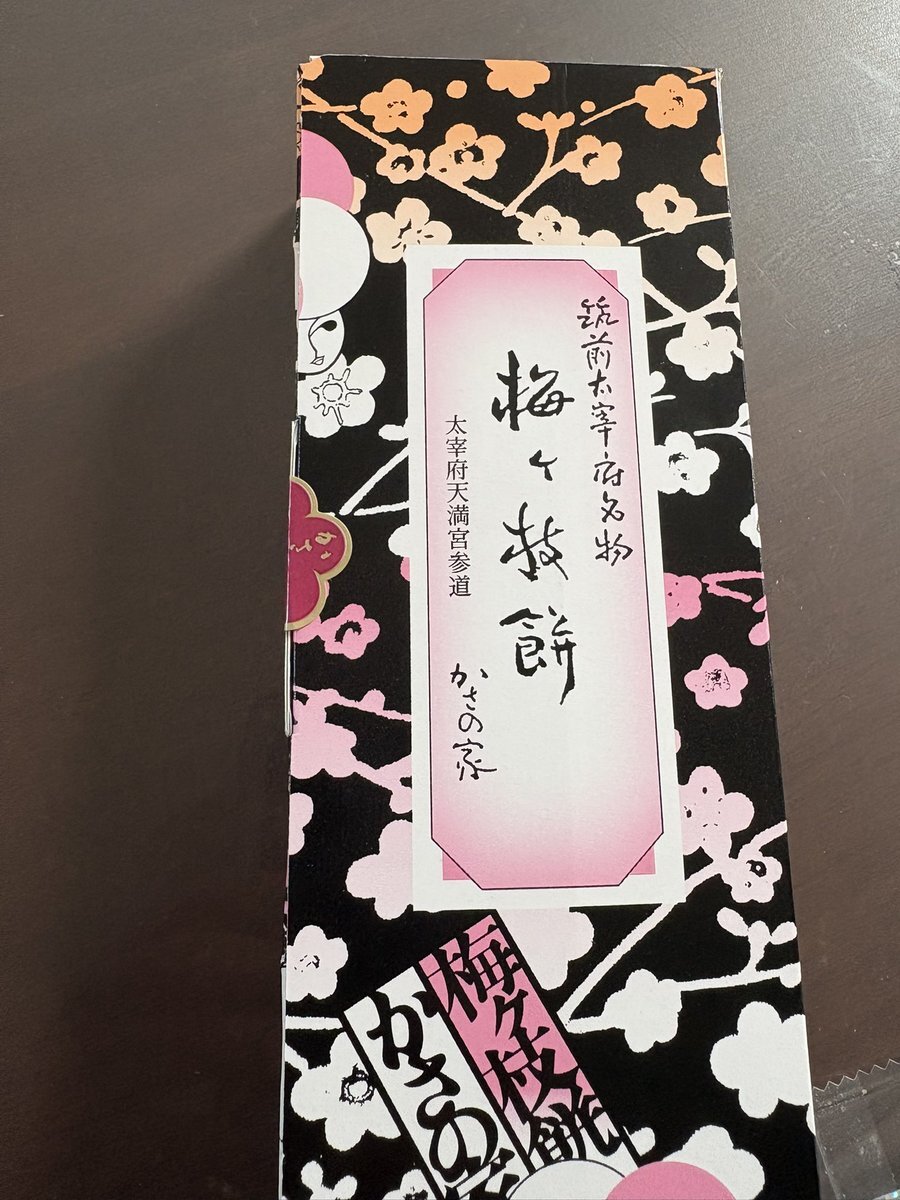 筑前太宰府名物
梅ヶ枝餅
太宰府天満宮参道
かさの家
梅ヶ枝餅
かさの